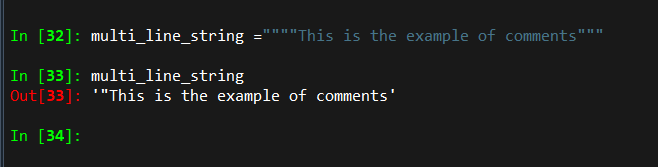 In [32]: multi_line_string =""""This is the example of comments"""
In [33]: multi_line_string
Out[33]: '"This is the example of comments'
In [34]: